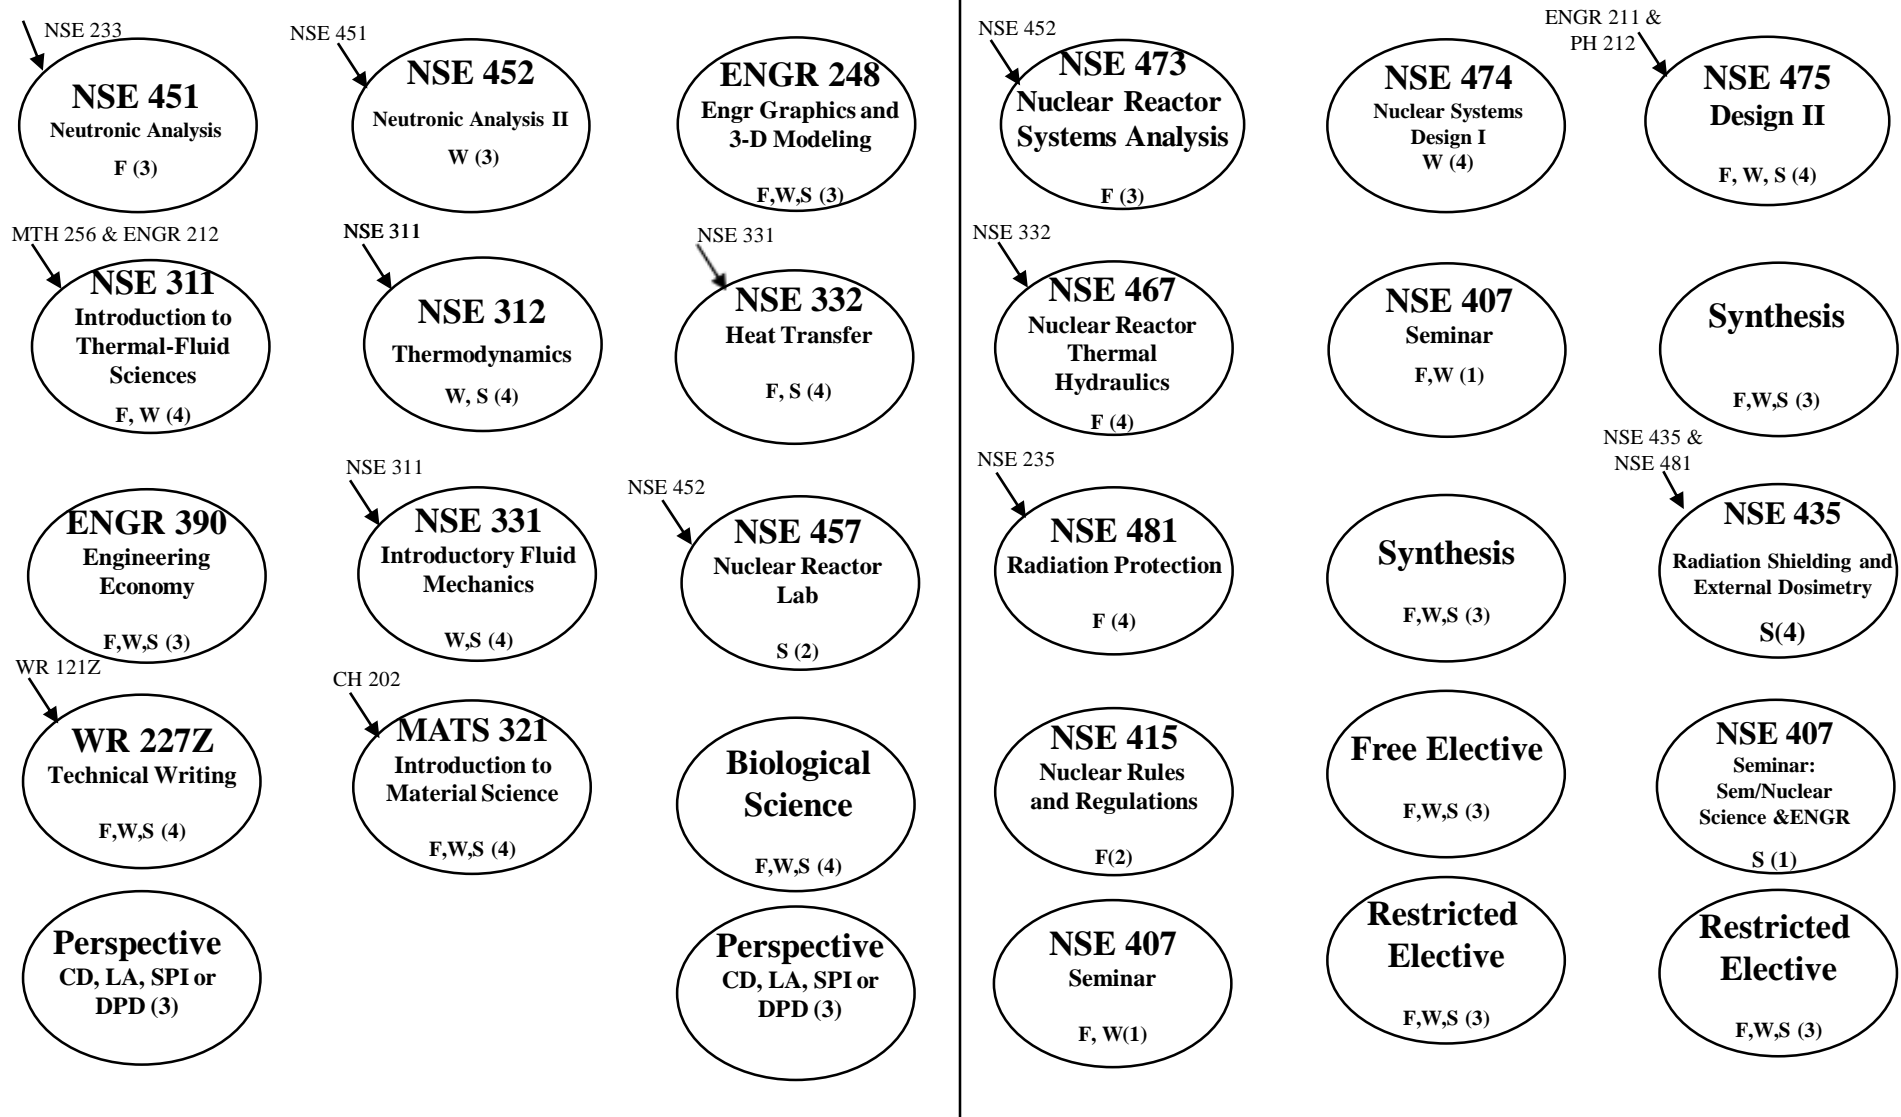 NSE 233
NSE 451
Neutronic Analysis
F (3)
NSE 451
NSE 452
Neutronic Analysis II
W (3)
ENGR 248
Engr Graphics and
3-D Modeling
F,W,S (3)
MTH 256 & ENGR 212
NSE 311
Introduction to
Thermal-Fluid
Sciences
F, W (4)
NSE 311
NSE 312
Thermodynamics
W, S (4)
NSE 331
NSE 332
Heat Transfer
F, S (4)
ENGR 390
Engineering
Economy
F,W,S (3)
NSE 311
NSE 331
Introductory Fluid
Mechanics
W,S (4)
NSE 452
NSE 457
Nuclear Reactor
Lab
S (2)
WR 121Z
WR 227Z
Technical Writing
F,W,S (4)
CH 202
MATS 321
Introduction to
Material Science
F,W,S (4)
Biological
Science
F,W,S (4)
Perspective
CD, LA, SPI or
DPD (3)
Perspective
CD, LA, SPI or
DPD (3)
NSE 452
NSE 473
Nuclear Reactor
Systems Analysis
F (3)
NSE 474
Nuclear Systems
Design I
W (4)
ENGR 211 &
PH 212
NSE 475
Design II
F, W, S (4)
NSE 332
NSE 467
Nuclear Reactor
Thermal
Hydraulics
F (4)
NSE 407
Seminar
F,W (1)
Synthesis
F,W,S (3)
NSE 235
NSE 481
Radiation Protection
F (4)
Synthesis
F,W,S (3)
NSE 435 &
NSE 481
NSE 435
Radiation Shielding and
External Dosimetry
S(4)
NSE 415
Nuclear Rules
and Regulations
F(2)
Free Elective
F,W,S (3)
NSE 407
Seminar:
Sem/Nuclear
Science &ENGR
S (1)
NSE 407
Seminar
F, W(1)
Restricted
Elective
F,W,S (3)
Restricted
Elective
F,W,S (3)